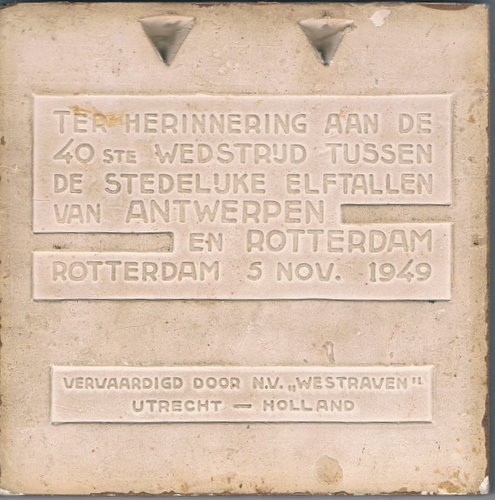 TER HERINNERING AAN DE
40 STE WEDSTRIJD TUSSEN
DE STEDELIJKE ELFTALLEN
VAN ANTWERPEN
EN ROTTERDAM
ROTTERDAM 5 NOV. 1949
VERVAARDIGD DOOR N.V. „WESTRAVEN"
UTRECHT — HOLLAND